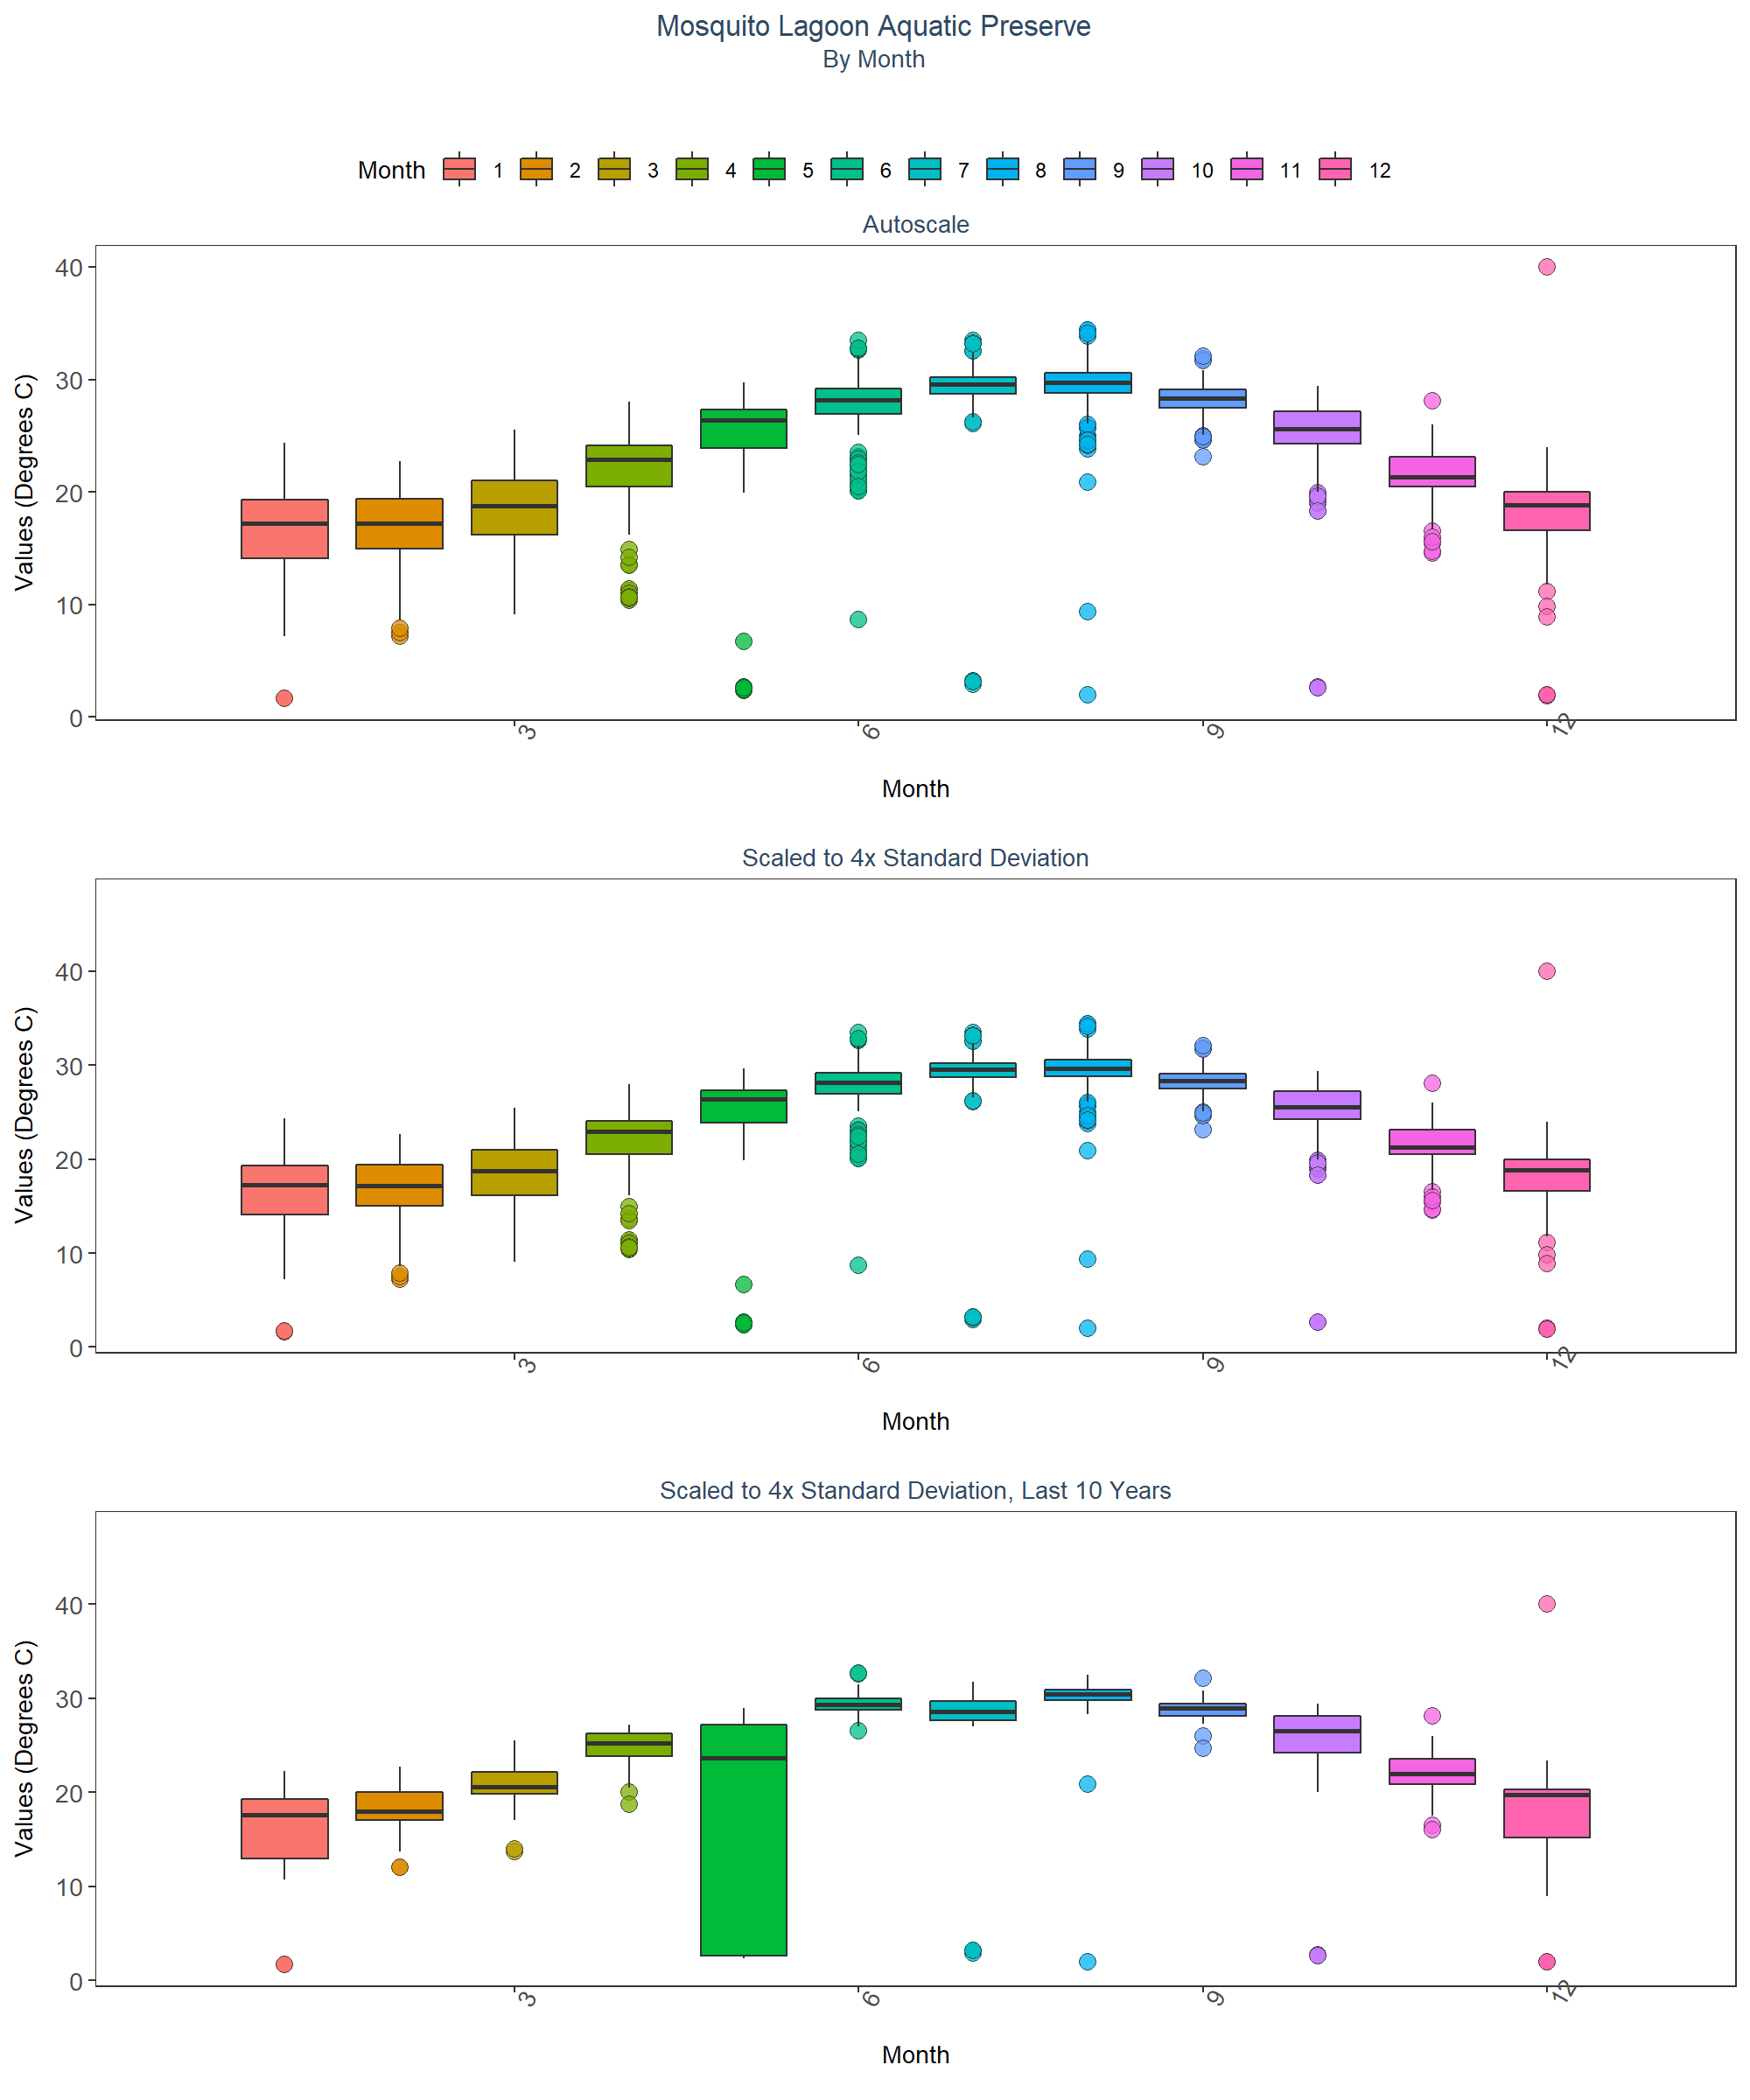 Mosquito Lagoon Aquatic Preserve
By Month
Month 1 2 3 4 5 6 7 8 9 10 11 12
Autoscale
Values (Degrees C)
40
30
20
10
0
3 6 9 12
Month
Scaled to 4x Standard Deviation
Values (Degrees C)
40
30
20
10
0
3 6 9 12
Month
Scaled to 4x Standard Deviation, Last 10 Years
Values (Degrees C)
40
30
20
10
0
3 6 9 12
Month